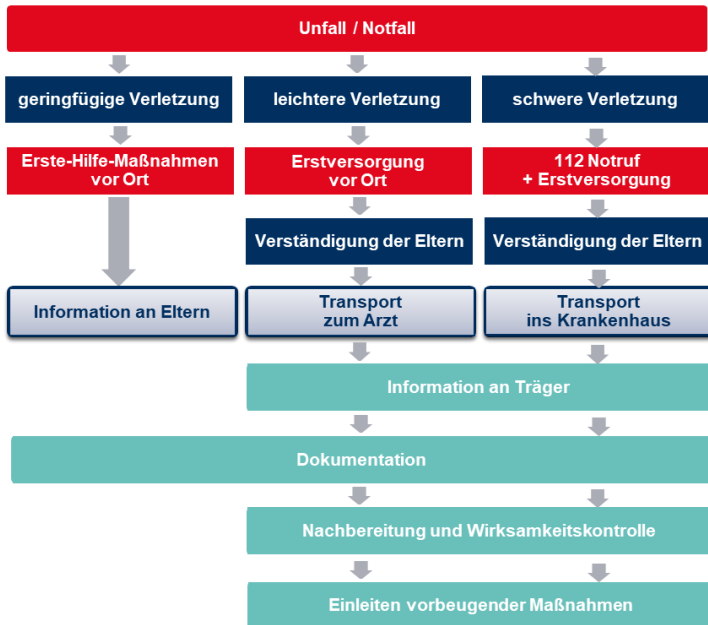 Unfall / Notfall
geringfügige Verletzung
leichtere Verletzung
schwere Verletzung
Erste-Hilfe-Maßnahmen
vor Ort
Erstversorgung
vor Ort
112 Notruf
+ Erstversorgung
Verständigung der Eltern
Verständigung der Eltern
Information an Eltern
Transport
zum Arzt
Transport
ins Krankenhaus
Information an Träger
Dokumentation
Nachbereitung und Wirksamkeitskontrolle
Einleiten vorbeugender Maßnahmen